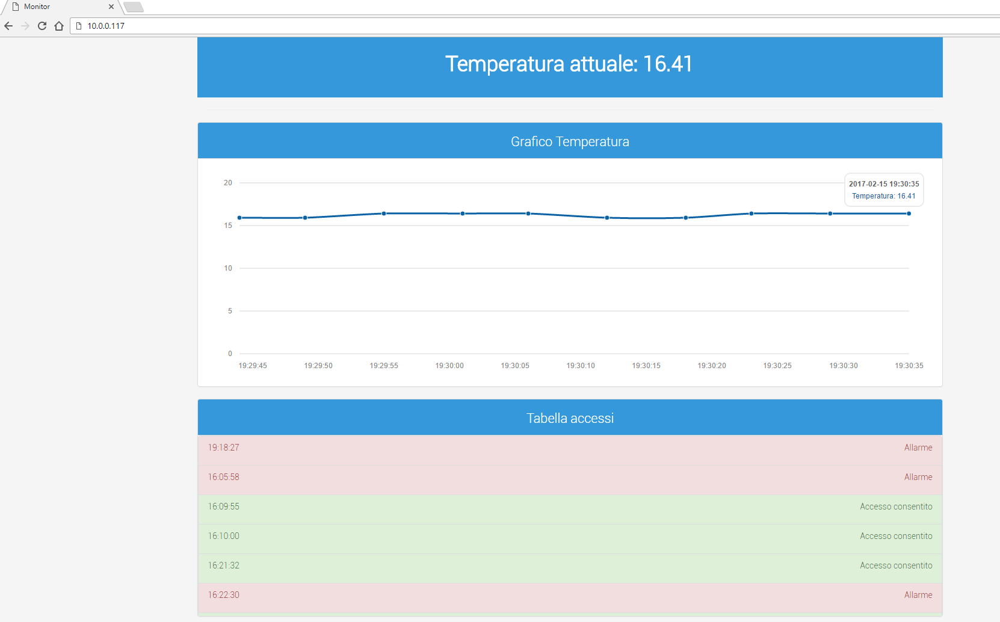 Monitor
10.0.0.117
Temperatura attuale: 16.41
Grafico Temperatura
20
2017-02-15 19:30:35
Temperatura: 16.41
15
10
5
0
19:29:45 19:29:50 19:29:55 19:30:00 19:30:05 19:30:10 19:30:15 19:30:20 19:30:25 19:30:30 19:30:35
Tabella accessi
19:18:27 Allarme
16:05:58 Allarme
16:09:55 Accesso consentito
16:10:00 Accesso consentito
16:21:32 Accesso consentito
16:22:30 Allarme